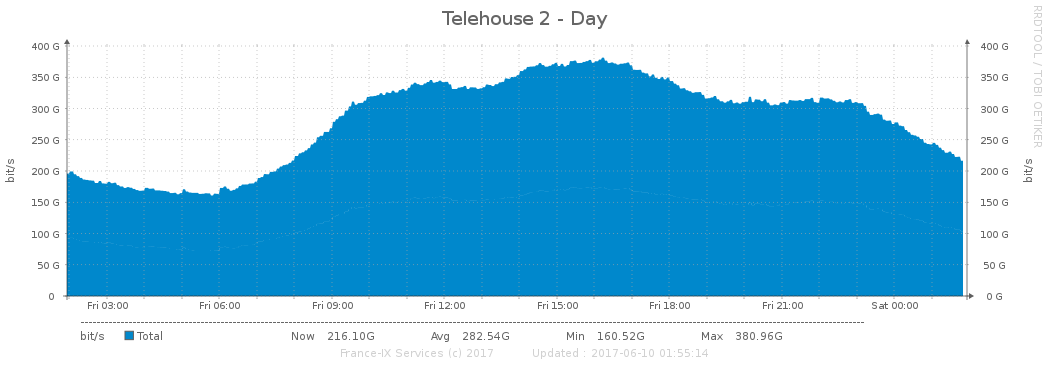 Telehouse 2 - Day
RRDTOOL / TOBI OETIKER
400 G 400 G
350 G 350 G
300 G 300 G
250 G 250 G
200 G 200 G
150 G 150 G
100 G 100 G
50 G 50 G
0 0 G
bit/s bit/s
Fri 03:00 Fri 06:00 Fri 09:00 Fri 12:00 Fri 15:00 Fri 18:00 Fri 21:00 Sat 00:00
bit/s Total Now 216.10G Avg 282.54G Min 160.52G Max 380.96G
France-IX Services (c) 2017 Updated : 2017-06-10 01:55:14